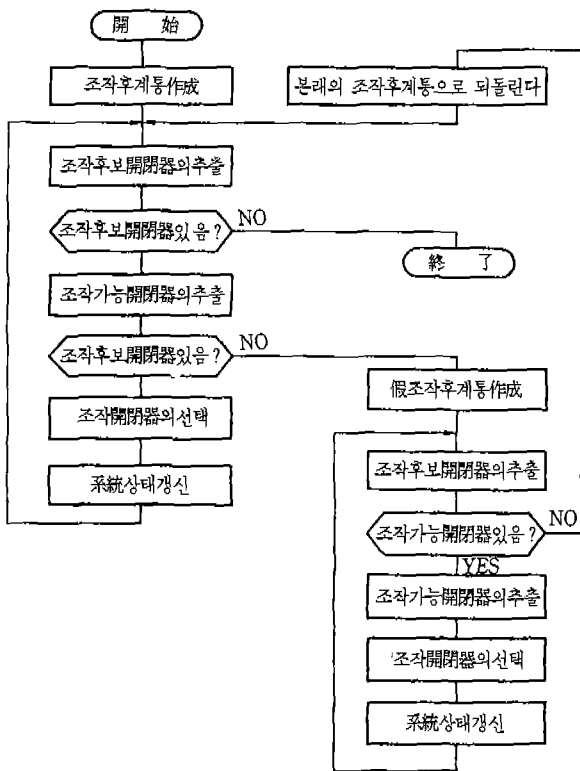 開 始
조작후계통作成
본래의 조작후계통으로 되돌린다
조작후보開閉器의추출
조작후보開閉器있음?
NO
終 了
조작가능開閉器의추출
조작후보開閉器있음?
NO
假조작후계통作成
조작開閉器의선택
조작후보開閉器의추출
系統상태갱신
조작가능開閉器있음?
NO
YES
조작가능開閉器의추출
조작開閉器의선택
系統상태갱신